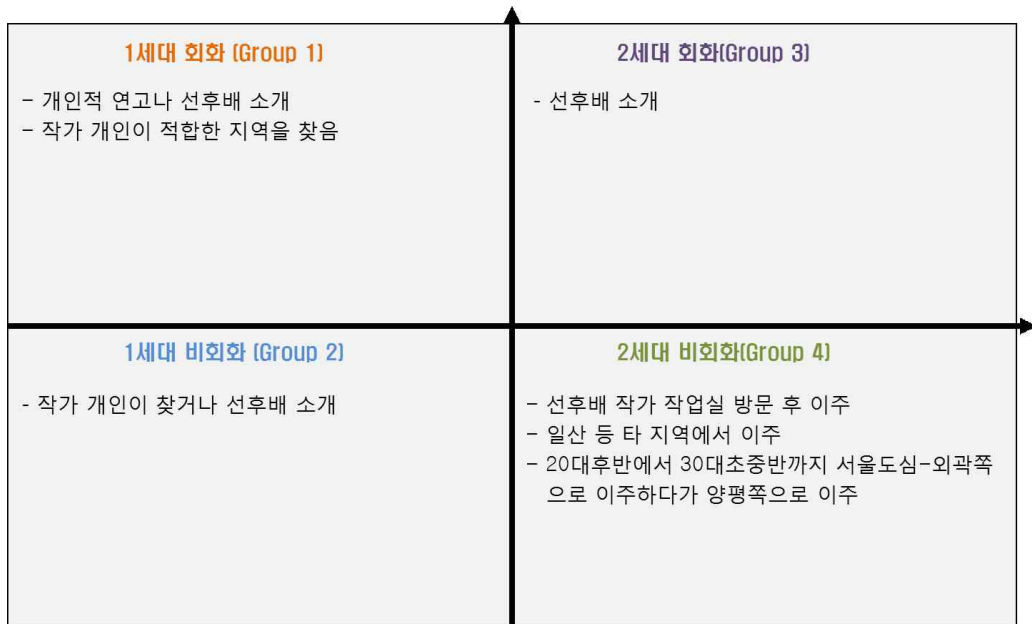 1세대 회화 (Group 1)
– 개인적 연고나 선후배 소개
– 작가 개인이 적합한 지역을 찾음
2세대 회화(Group 3)
- 선후배 소개
1세대 비회화 (Group 2)
- 작가 개인이 찾거나 선후배 소개
2세대 비회화(Group 4)
– 선후배 작가 작업실 방문 후 이주
– 일산 등 타 지역에서 이주
– 20대후반에서 30대초중반까지 서울도심-외곽쪽
으로 이주하다가 양평쪽으로 이주